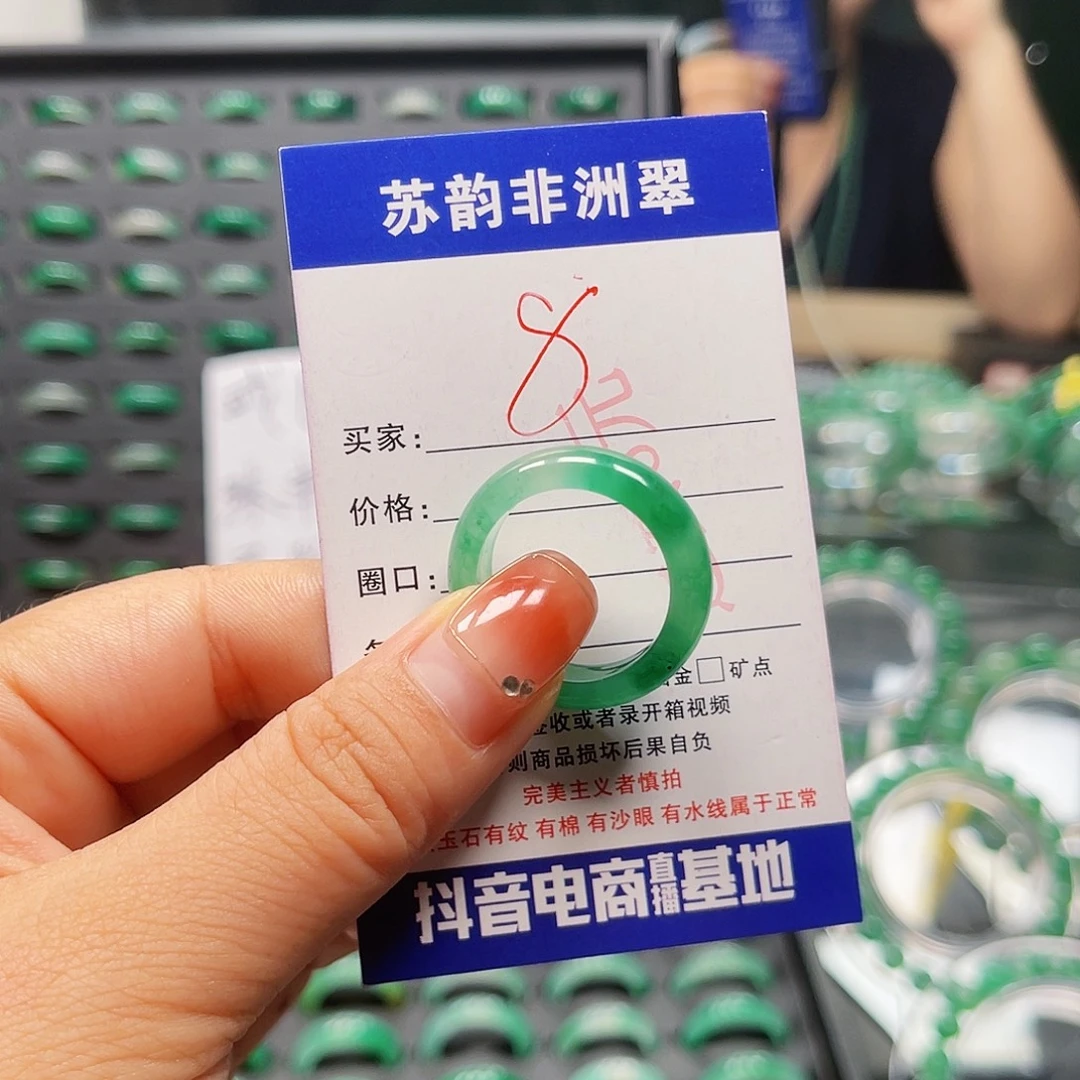 苏韵非洲翠
8
买家:
价格:
圈口:
金□矿点
签收或者录开箱视频
则商品损坏后果自负
完美主义者慎拍
玉石有纹 有棉 有沙眼 有水线属于正常
抖音电商直播基地